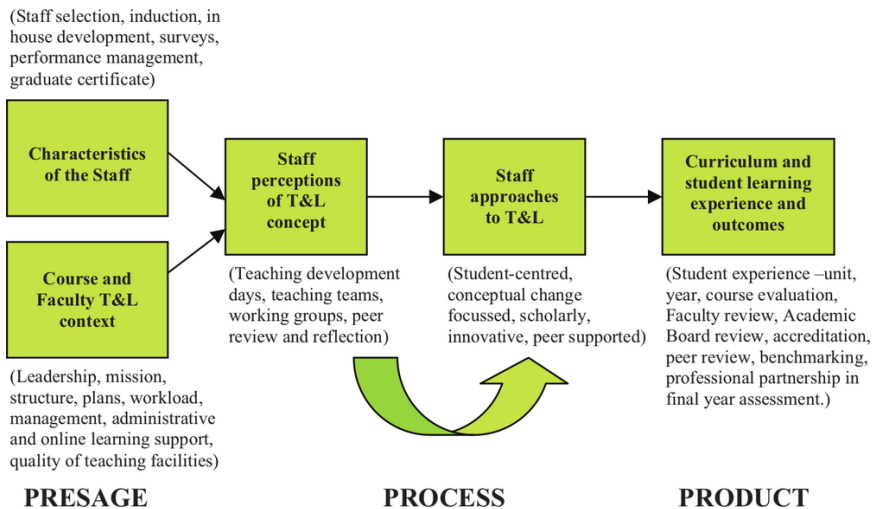 (Staff selection, induction, in
house development, surveys,
performance management,
graduate certificate)
Characteristics
of the Staff
Course and
Faculty T&L
context
(Leadership, mission,
structure, plans, workload,
management, administrative
and online learning support,
quality of teaching facilities)
Staff
perceptions
of T&L
concept
(Teaching development
days, teaching teams,
working groups, peer
review and reflection)
Staff
approaches
to T&L
(Student-centred,
conceptual change
focussed, scholarly,
innovative, peer supported)
Curriculum and
student learning
experience and
outcomes
(Student experience –unit,
year, course evaluation,
Faculty review, Academic
Board review, accreditation,
peer review, benchmarking,
professional partnership in
final year assessment.)
PRESAGE
PROCESS
PRODUCT